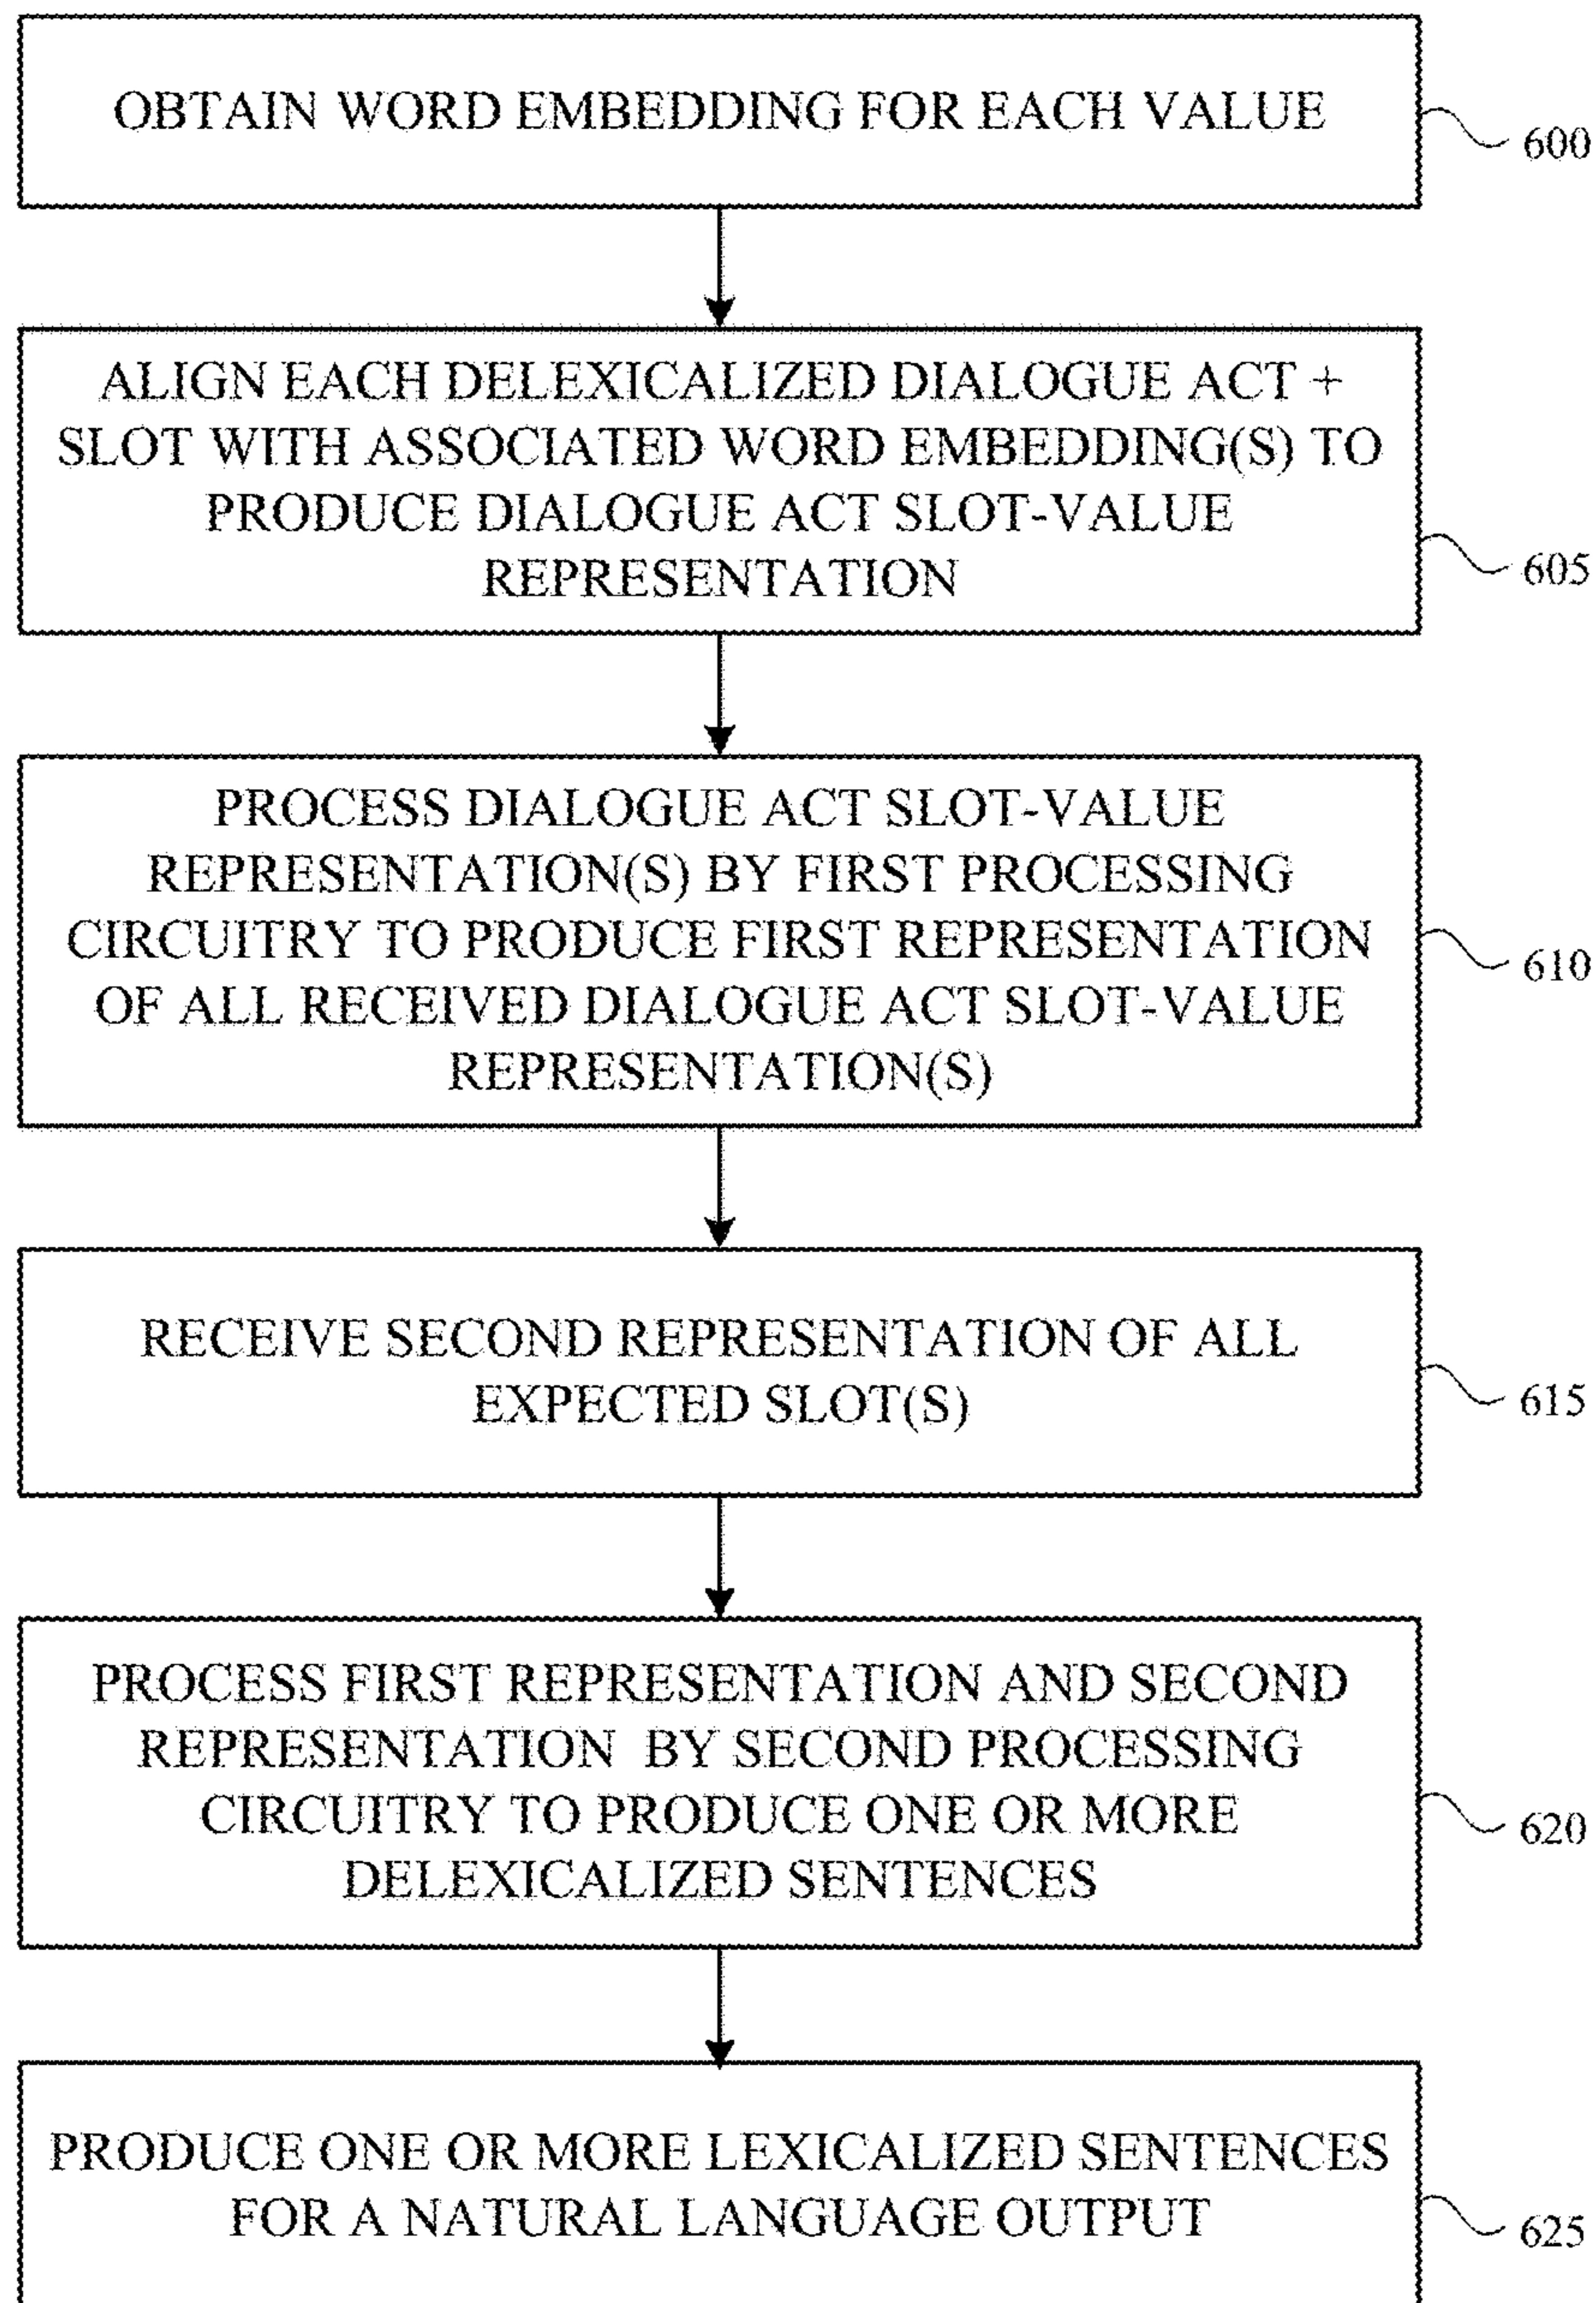 OBTAIN WORD EMBEDDING FOR EACH VALUE
600
ALIGN EACH DELEXICALIZED DIALOGUE ACT +
SLOT WITH ASSOCIATED WORD EMBEDDING(S) TO
PRODUCE DIALOGUE ACT SLOT-VALUE
REPRESENTATION
605
PROCESS DIALOGUE ACT SLOT-VALUE
REPRESENTATION(S) BY FIRST PROCESSING
CIRCUITRY TO PRODUCE FIRST REPRESENTATION
OF ALL RECEIVED DIALOGUE ACT SLOT-VALUE
REPRESENTATION(S)
610
RECEIVE SECOND REPRESENTATION OF ALL
EXPECTED SLOT(S)
615
PROCESS FIRST REPRESENTATION AND SECOND
REPRESENTATION BY SECOND PROCESSING
CIRCUITRY TO PRODUCE ONE OR MORE
DELEXICALIZED SENTENCES
620
PRODUCE ONE OR MORE LEXICALIZED SENTENCES
FOR A NATURAL LANGUAGE OUTPUT
625